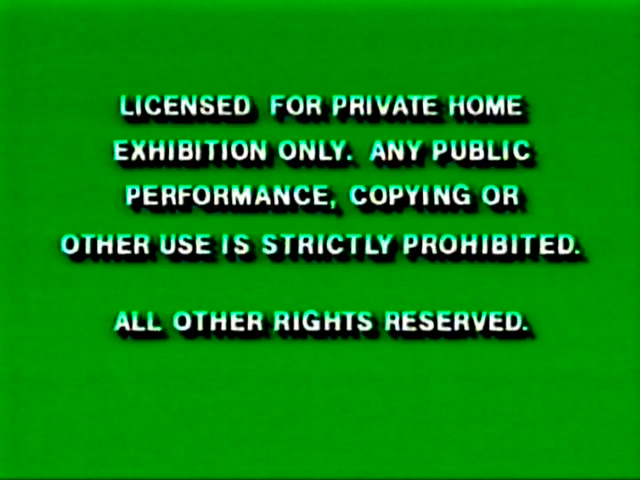 LICENSED FOR PRIVATE HOME
EXHIBITION ONLY. ANY PUBLIC
PERFORMANCE, COPYING OR
OTHER USE IS STRICTLY PROHIBITED.
ALL OTHER RIGHTS RESERVED.